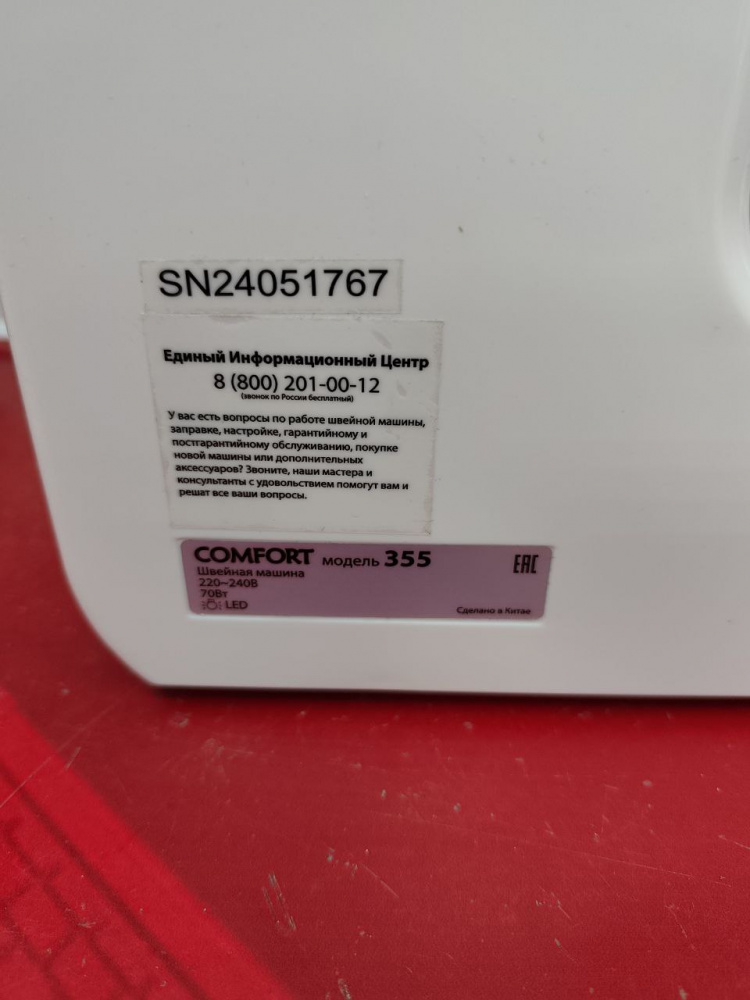 SN24051767
Единый Информационный Центр
8 (800) 201-00-12
(звонок по России бесплатный)
У вас есть вопросы по работе швейной машины,
заправке, настройке, гарантийному и
постгарантийному обслуживанию, покупке
новой машины или дополнительных
аксессуаров? Звоните, наши мастера и
консультанты с удовольствием помогут вам и
решат все ваши вопросы.
COMFORT модель 355
EAC
Швейная машина
220~240В
70Вт
LED
Сделано в Китае